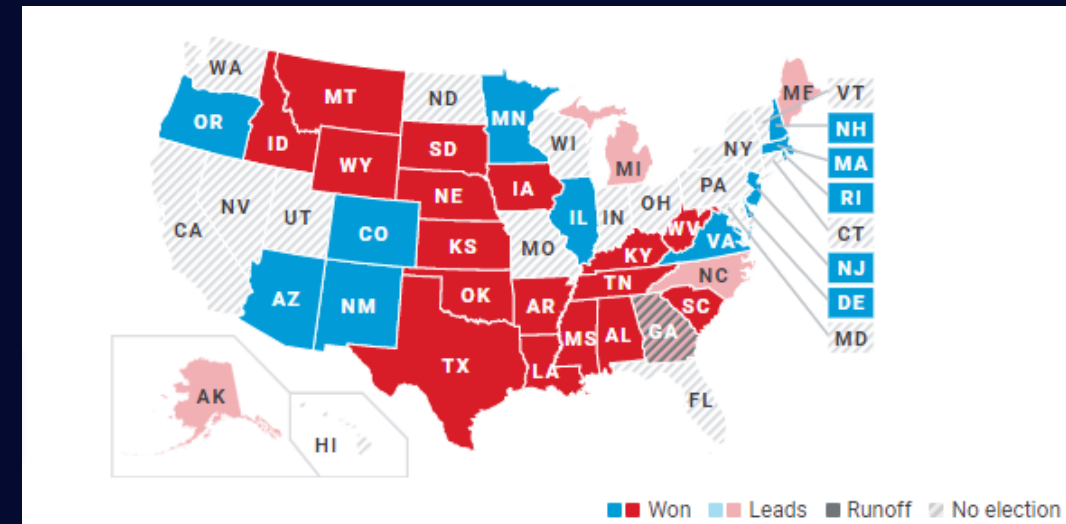 WA
MT
ND
MN
ME
VT
OR
ID
WY
SD
WI
MI
NY
NH
MA
NV
UT
CO
NE
IA
IL
IN
OH
PA
RI
CA
KS
MO
KY
WV
VA
CT
AZ
NM
OK
AR
TN
NC
NJ
DE
TX
LA
MS
AL
GA
SC
MD
AK
HI
FL
Won Leads Runoff No election